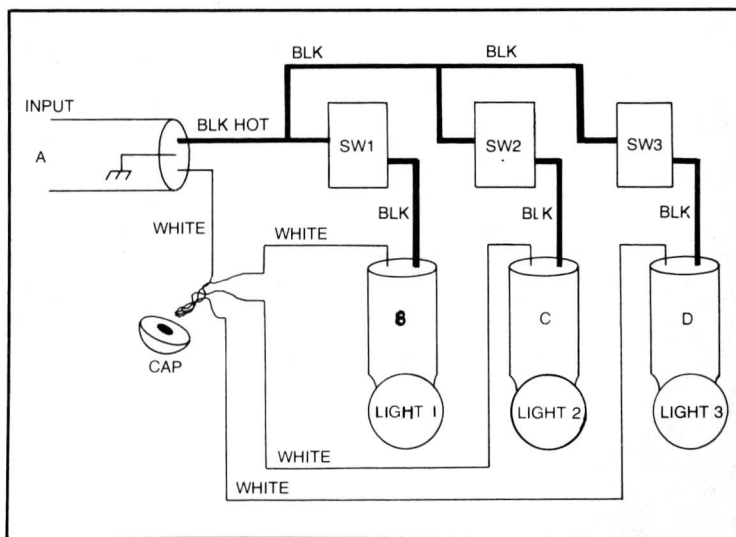 BLK
BLK
INPUT
BLK HOT
A
SW1
SW2
SW3
BLK
BLK
BLK
WHITE
WHITE
CAP
B
C
D
LIGHT 1
LIGHT 2
LIGHT 3
WHITE
WHITE